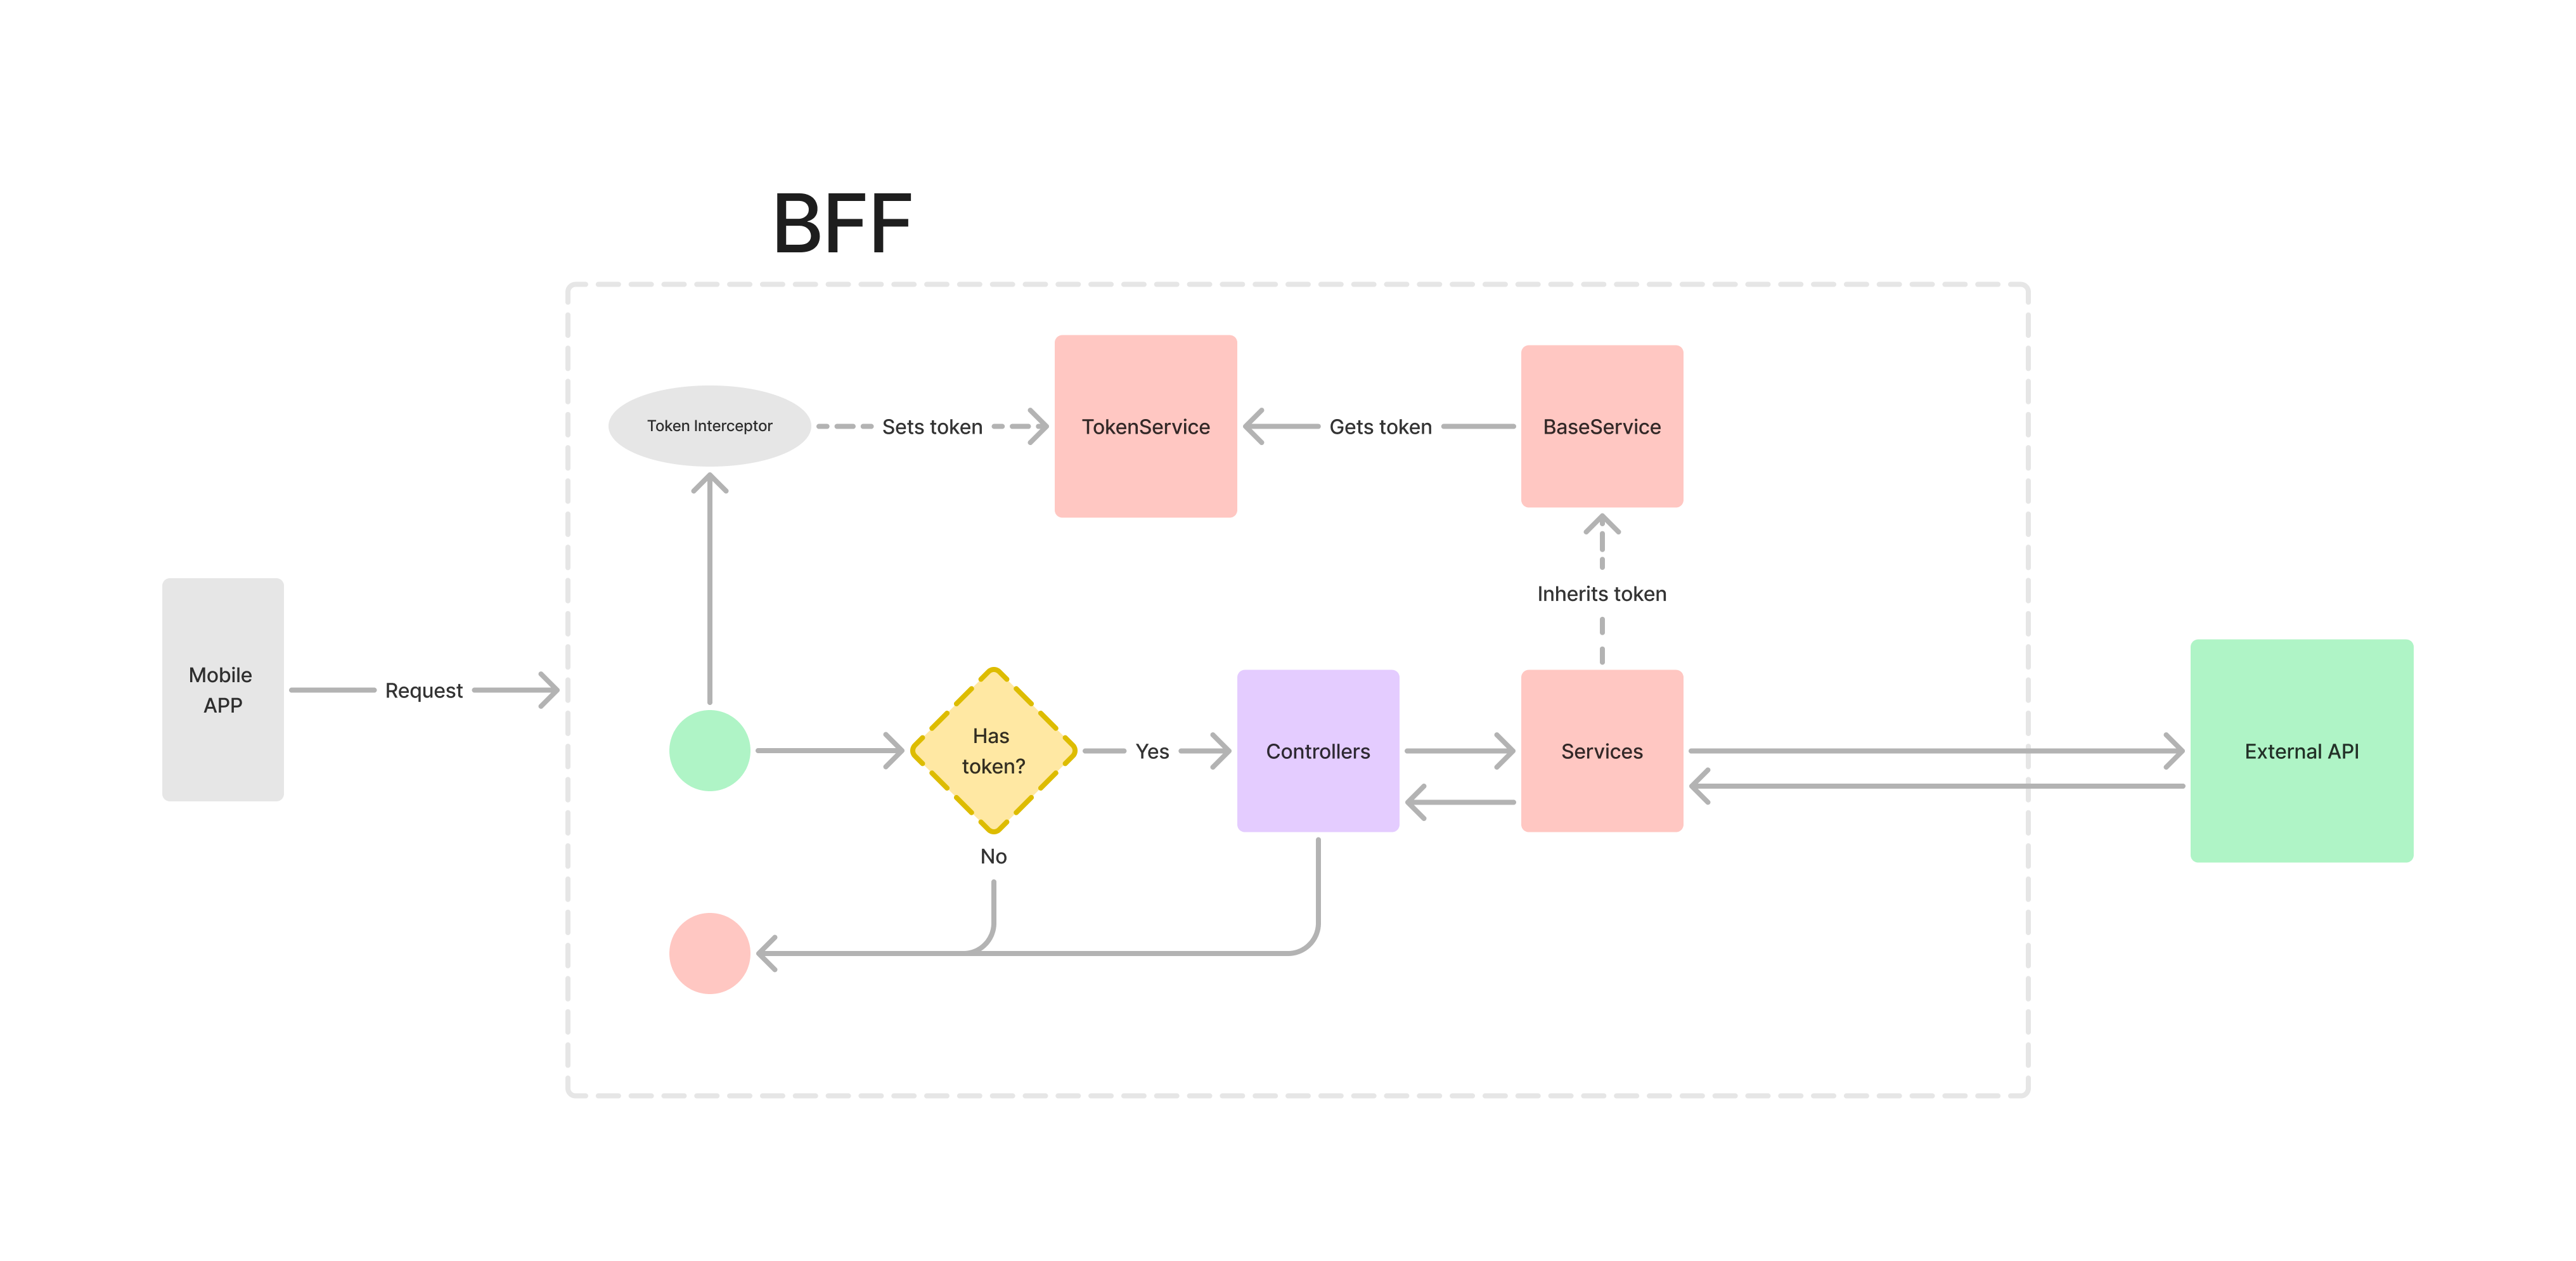 BFF
Token Interceptor
Sets token
TokenService
Gets token
BaseService
Inherits token
Mobile
APP
Request
Has
token?
Yes
Controllers
Services
External API
No